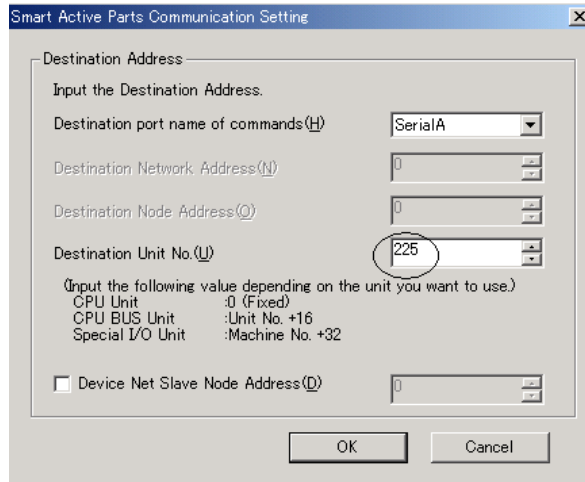 Smart Active Parts Communication Setting
Destination Address
Input the Destination Address.
Destination port name of commands(H) SerialA
Destination Network Address(N) 0
Destination Node Address(O) 0
Destination Unit No.(U) 225
(Input the following value depending on the unit you want to use.)
CPU Unit :0 (Fixed)
CPU BUS Unit :Unit No. +16
Special I/O Unit :Machine No. +32
Device Net Slave Node Address(D) 0
OK Cancel